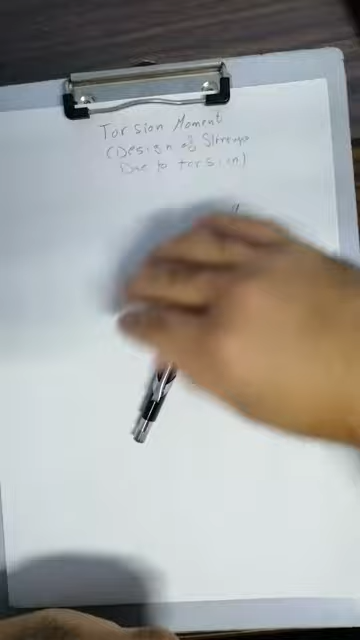 Torsion Moment
(Design of Stirrups
Due to torsion)